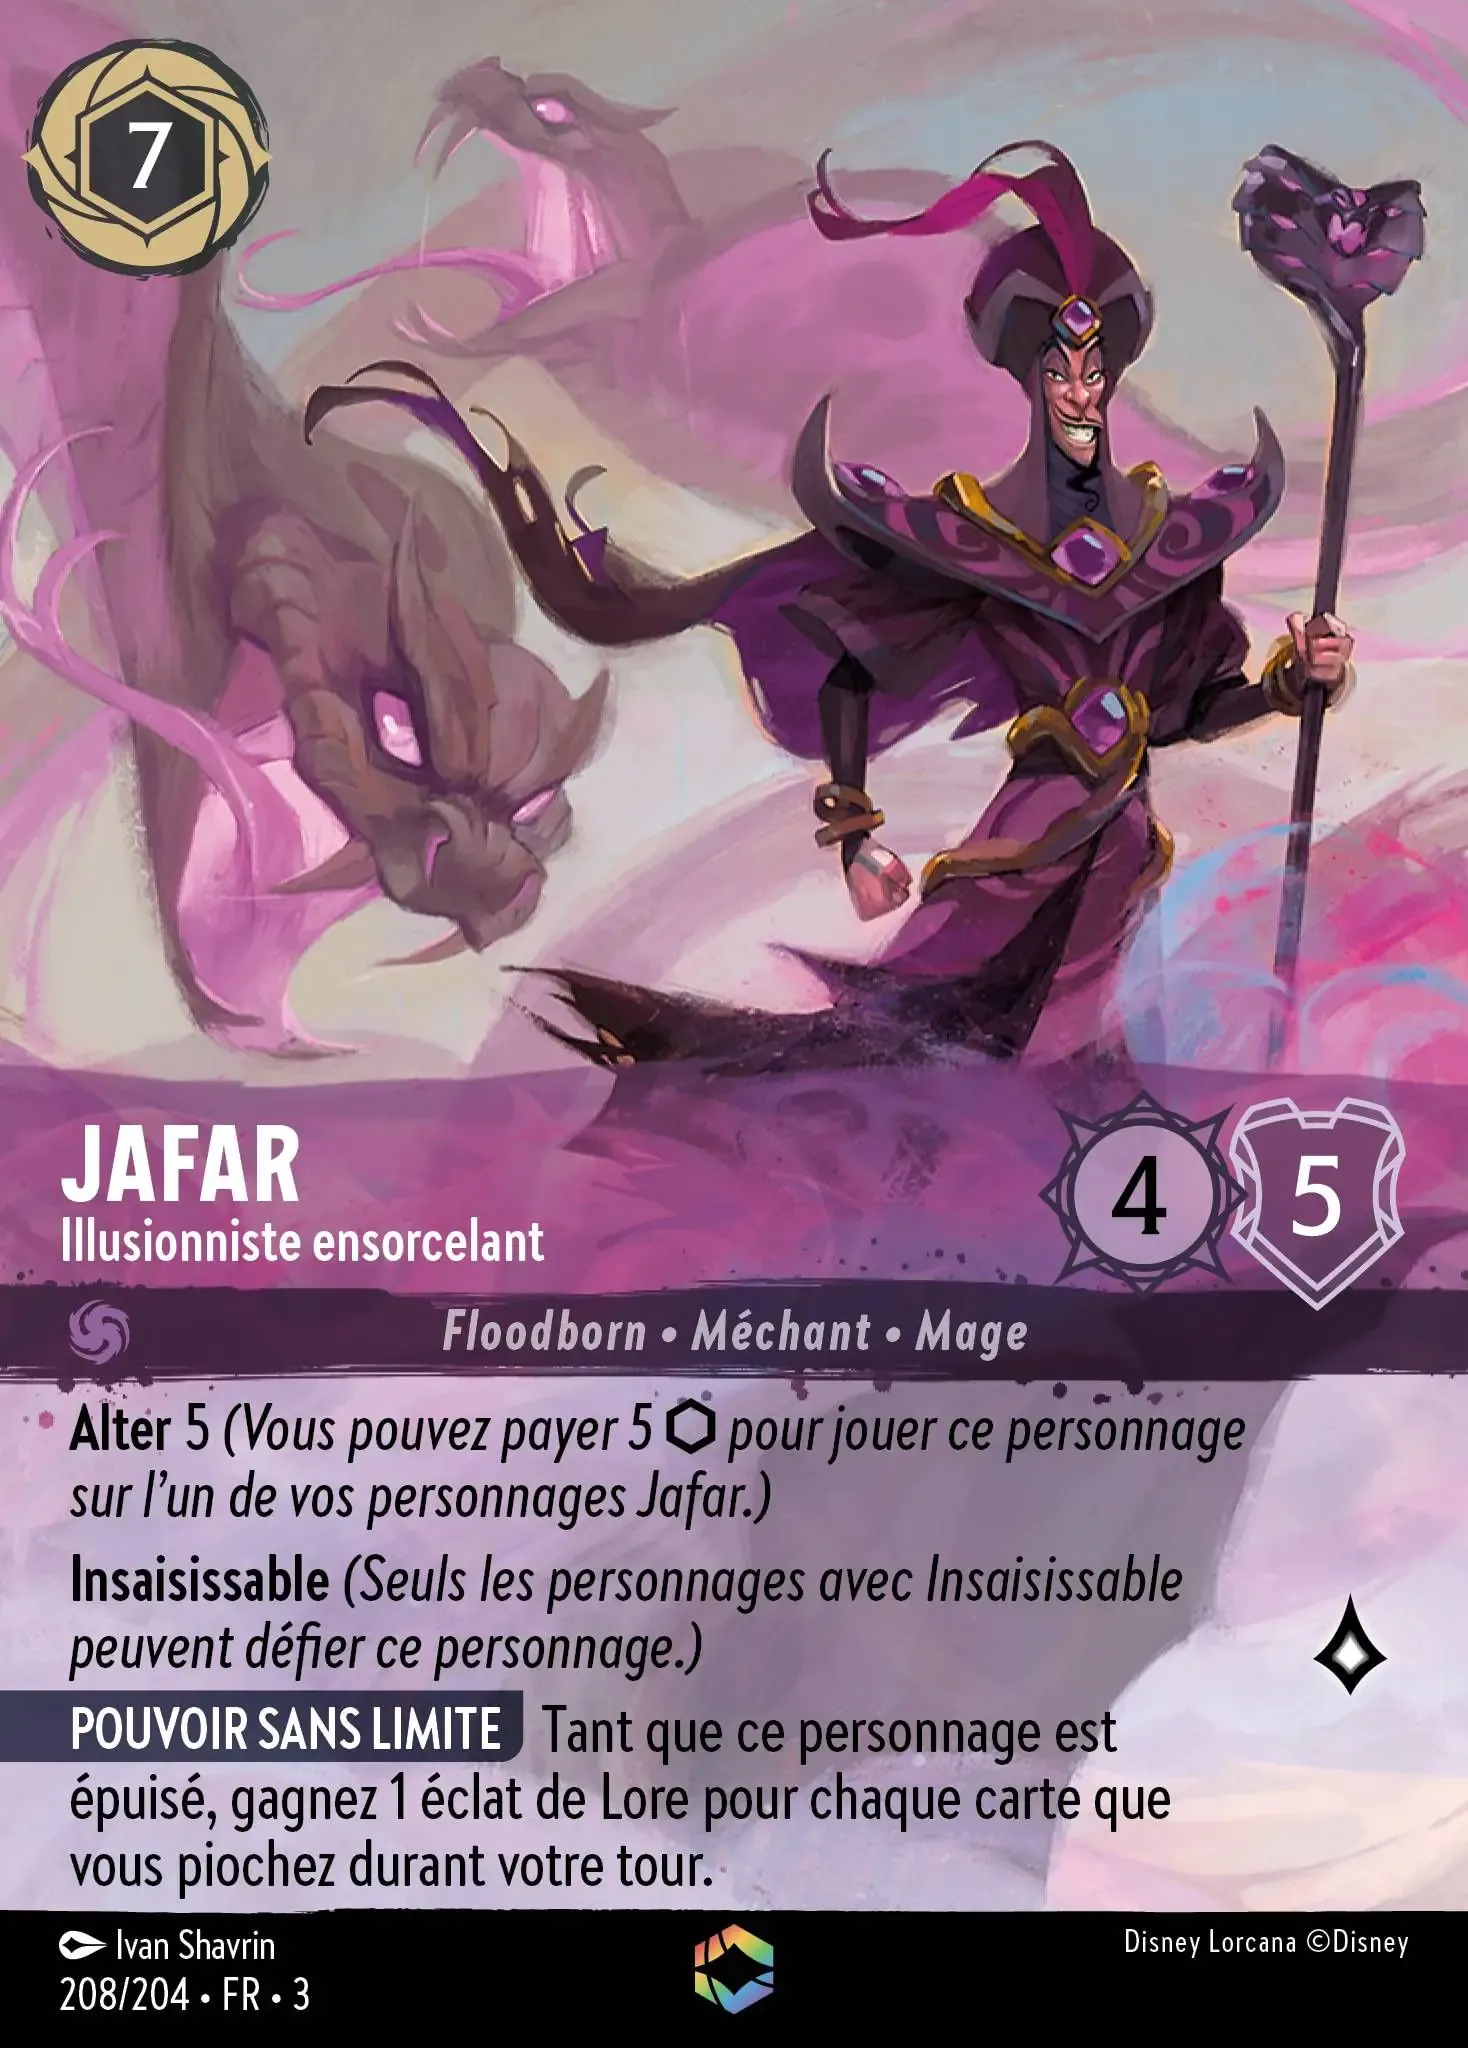 7
JAFAR
Illusionniste ensorcelant
4
5
Floodborn • Méchant • Mage
Alter 5 (Vous pouvez payer 5 pour jouer ce personnage
sur l'un de vos personnages Jafar.)
Insaisissable (Seuls les personnages avec Insaisissable
peuvent défier ce personnage.)
POUVOIR SANS LIMITE Tant que ce personnage est
épuisé, gagnez 1 éclat de Lore pour chaque carte que
vous piochez durant votre tour.
Ivan Shavrin
Disney Lorcana ©Disney
208/204 • FR • 3